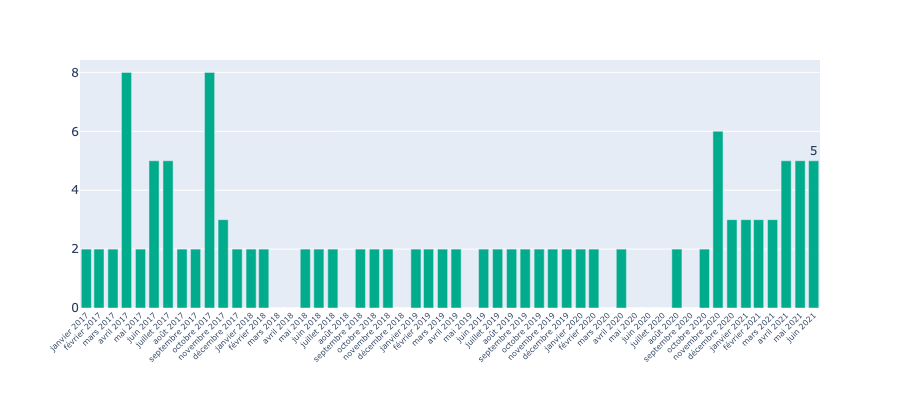 8
6
4
2
0
5
janvier 2017
février 2017
mars 2017
avril 2017
mai 2017
juin 2017
juillet 2017
août 2017
septembre 2017
octobre 2017
novembre 2017
décembre 2017
janvier 2018
février 2018
mars 2018
avril 2018
mai 2018
juin 2018
juillet 2018
août 2018
septembre 2018
octobre 2018
novembre 2018
décembre 2018
janvier 2019
février 2019
mars 2019
avril 2019
mai 2019
juin 2019
juillet 2019
août 2019
septembre 2019
octobre 2019
novembre 2019
décembre 2019
janvier 2020
février 2020
mars 2020
avril 2020
mai 2020
juin 2020
juillet 2020
août 2020
septembre 2020
octobre 2020
novembre 2020
décembre 2020
janvier 2021
février 2021
mars 2021
avril 2021
mai 2021
juin 2021